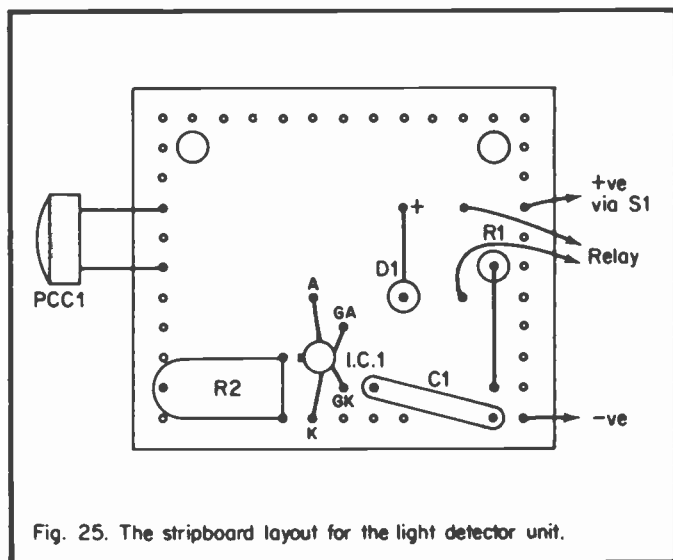 +ve
via S1
+
R1
Relay
D1
PCC1
A
GA
I.C.1
R2
C1
GK
K
-ve
Fig. 25. The stripboard layout for the light detector unit.